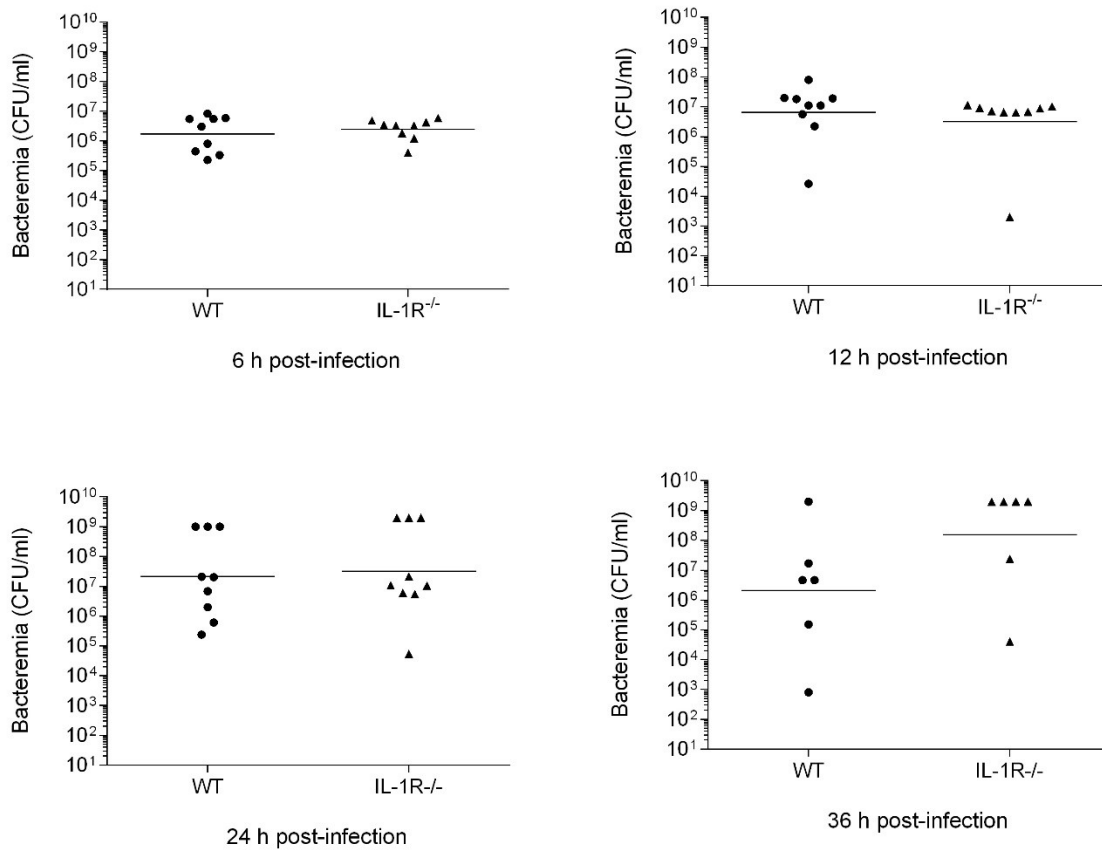 Bacteremia (CFU/ml)
10¹⁰
10⁹
10⁸
10⁷
10⁶
10⁵
10⁴
10³
10²
10¹
WT
IL-1R⁻/⁻
6 h post-infection
Bacteremia (CFU/ml)
10¹⁰
10⁹
10⁸
10⁷
10⁶
10⁵
10⁴
10³
10²
10¹
WT
IL-1R⁻/⁻
12 h post-infection
Bacteremia (CFU/ml)
10¹⁰
10⁹
10⁸
10⁷
10⁶
10⁵
10⁴
10³
10²
10¹
WT
IL-1R-/-
24 h post-infection
Bacteremia (CFU/ml)
10¹⁰
10⁹
10⁸
10⁷
10⁶
10⁵
10⁴
10³
10²
10¹
WT
IL-1R-/-
36 h post-infection